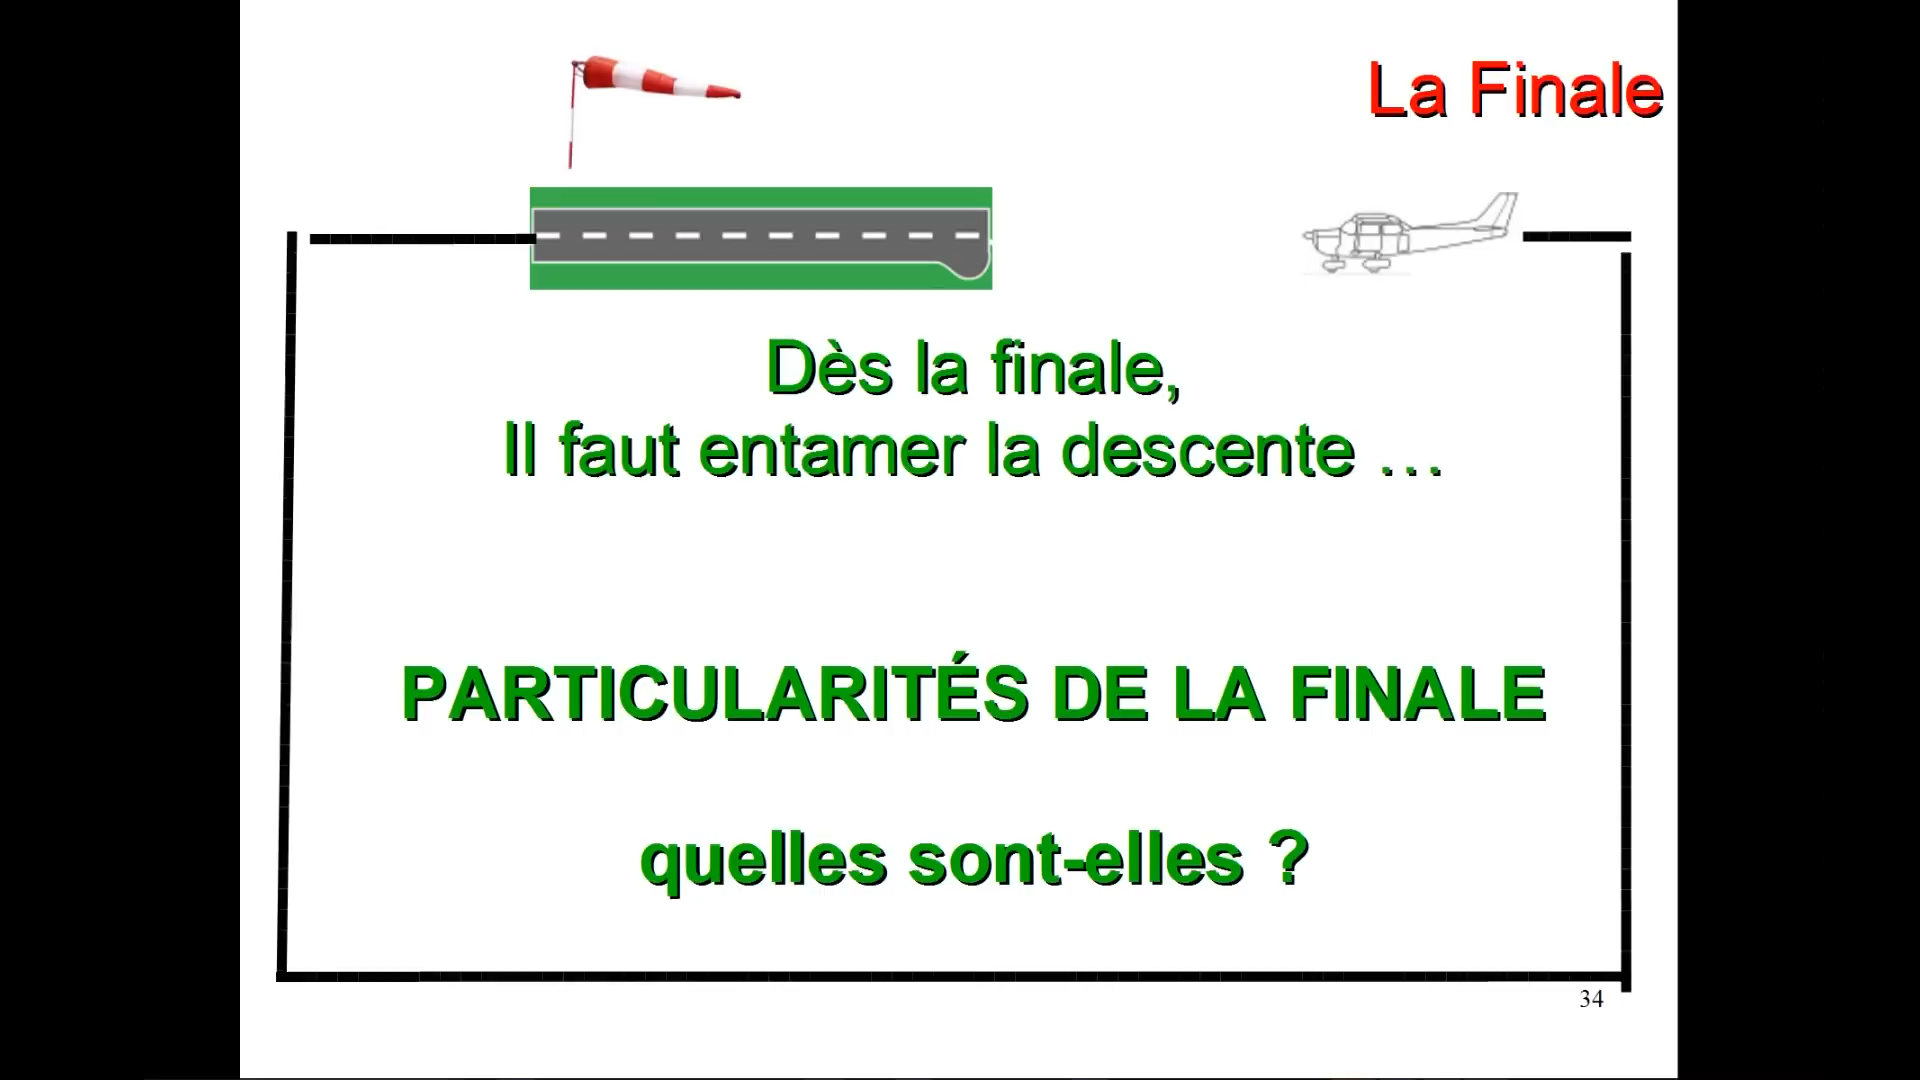 La Finale
Dès la finale,
Il faut entamer la descente …
PARTICULARITÉS DE LA FINALE
quelles sont-elles ?
34